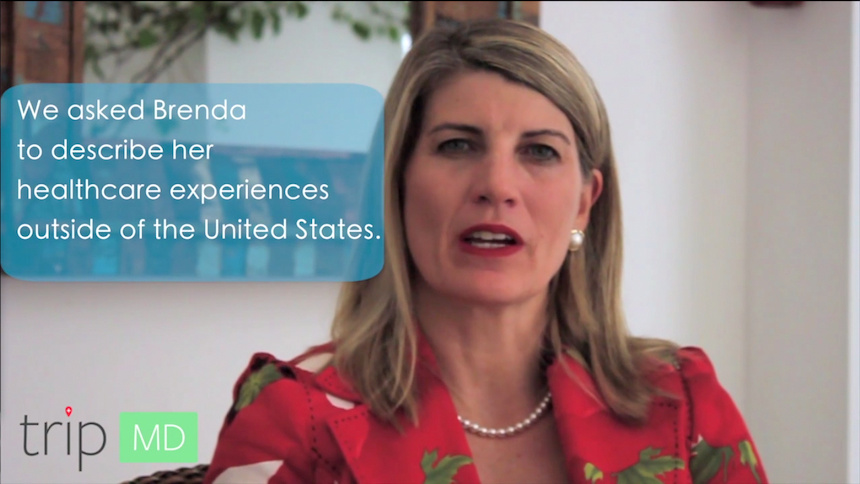 We asked Brenda
to describe her
healthcare experiences
outside of the United States.
trip MD